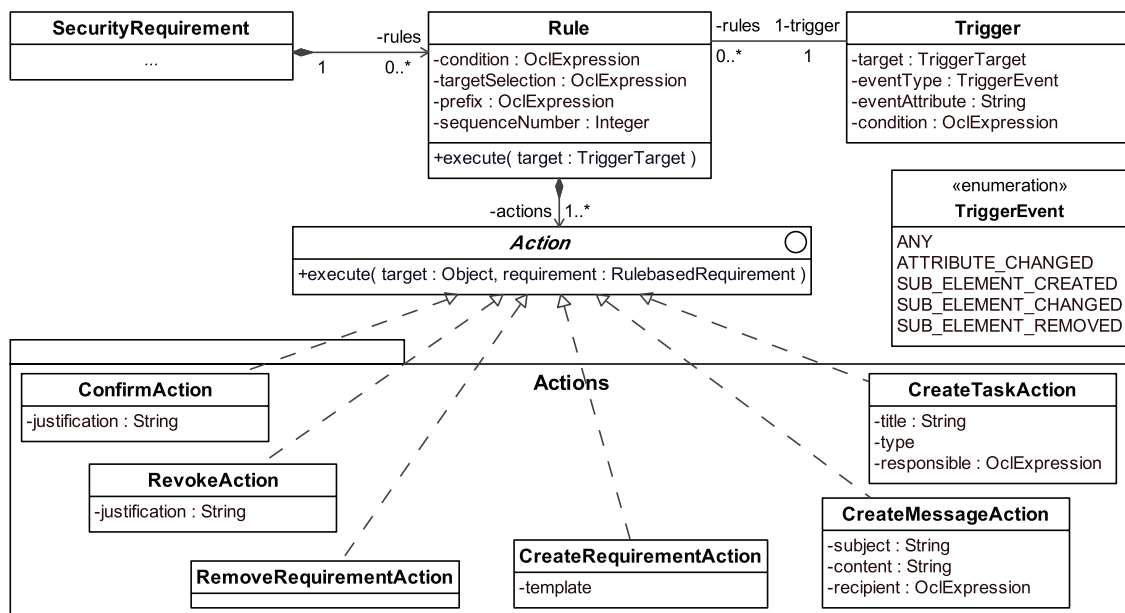 SecurityRequirement
...
1
-rules
0..*
Rule
-condition : OclExpression
-targetSelection : OclExpression
-prefix : OclExpression
-sequenceNumber : Integer
+execute( target : TriggerTarget )
-rules
0..*
1-trigger
1
Trigger
-target : TriggerTarget
-eventType : TriggerEvent
-eventAttribute : String
-condition : OclExpression
-actions
1..*
Action
+execute( target : Object, requirement : RulebasedRequirement )
«enumeration»
TriggerEvent
ANY
ATTRIBUTE_CHANGED
SUB_ELEMENT_CREATED
SUB_ELEMENT_CHANGED
SUB_ELEMENT_REMOVED
Actions
ConfirmAction
-justification : String
RevokeAction
-justification : String
RemoveRequirementAction
CreateRequirementAction
-template
CreateTaskAction
-title : String
-type
-responsible : OclExpression
CreateMessageAction
-subject : String
-content : String
-recipient : OclExpression